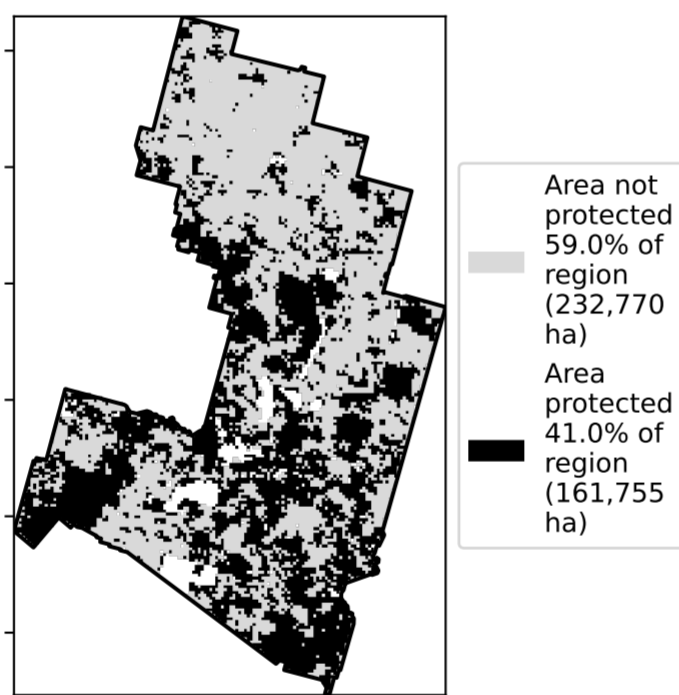 Area not
protected
59.0% of
region
(232,770
ha)
Area
protected
41.0% of
region
(161,755
ha)